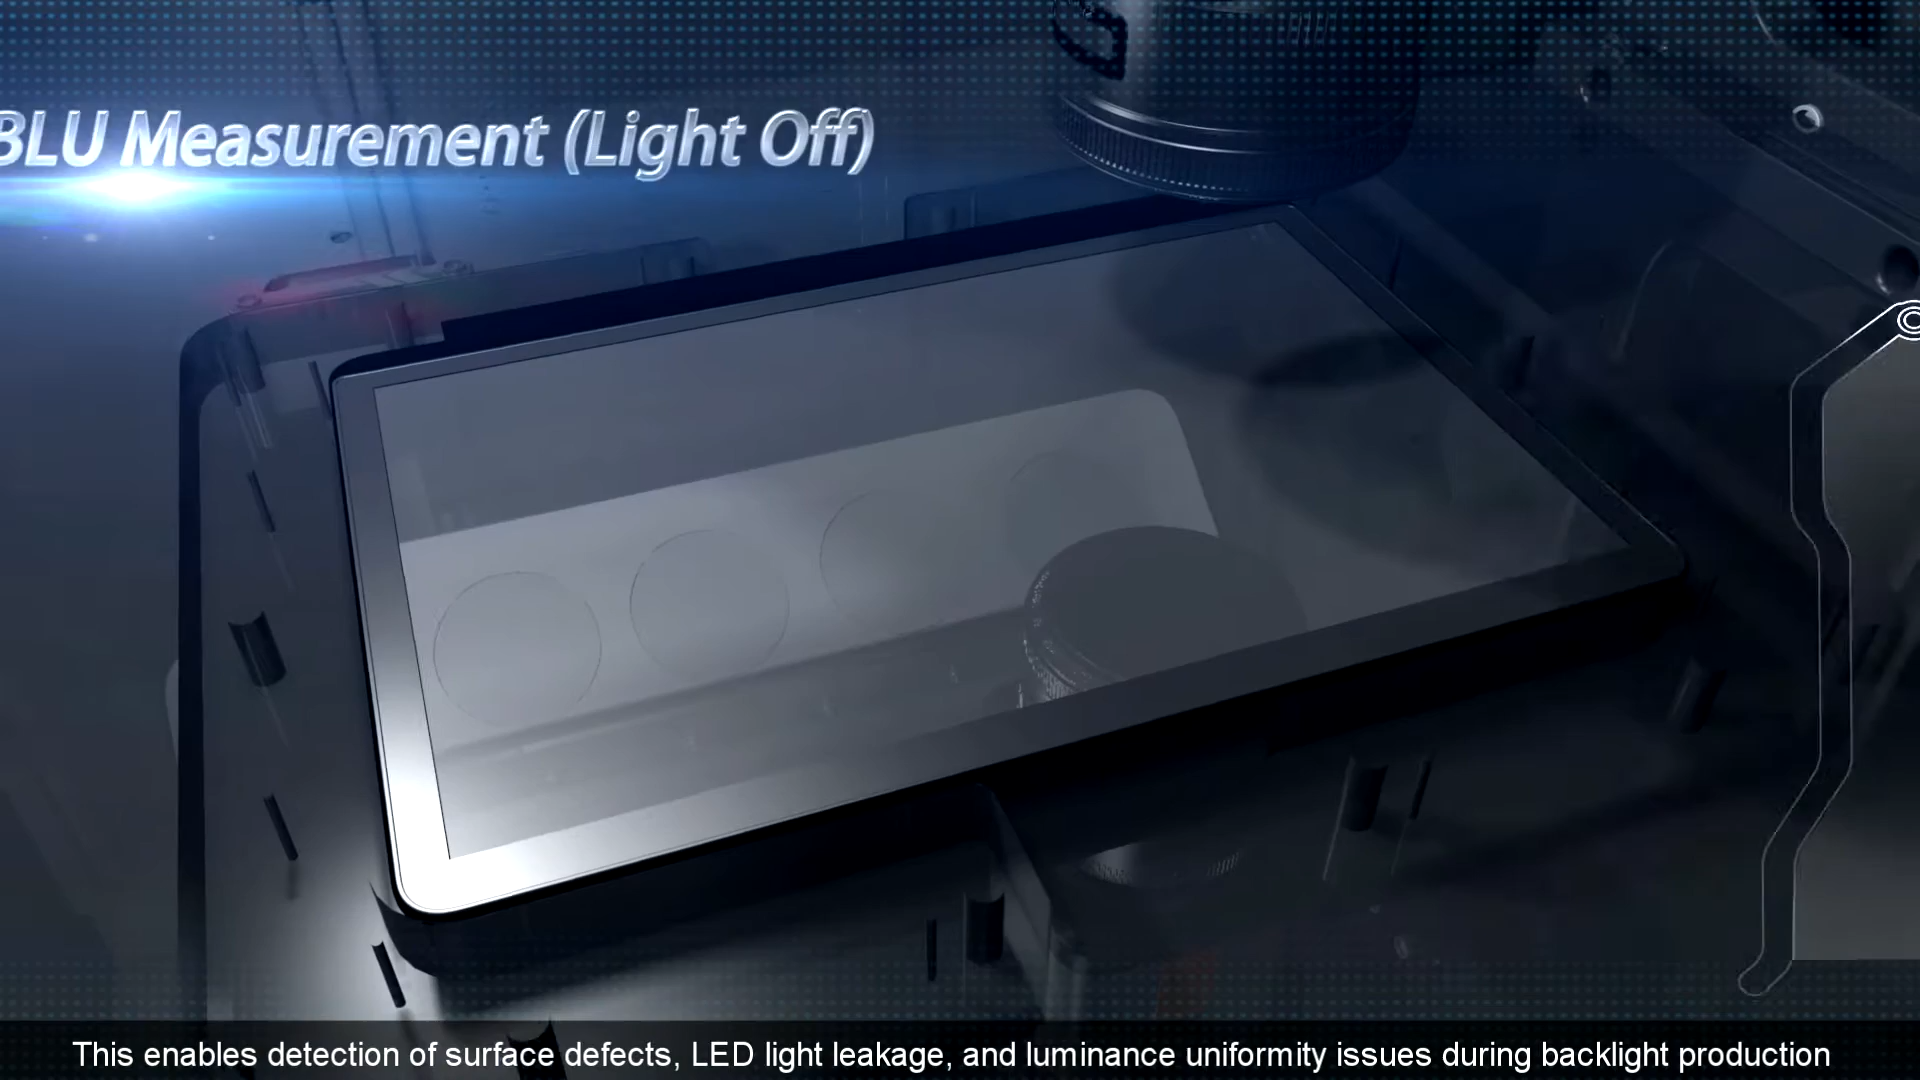 BLU Measurement (Light Off)
This enables detection of surface defects, LED light leakage, and luminance uniformity issues during backlight production